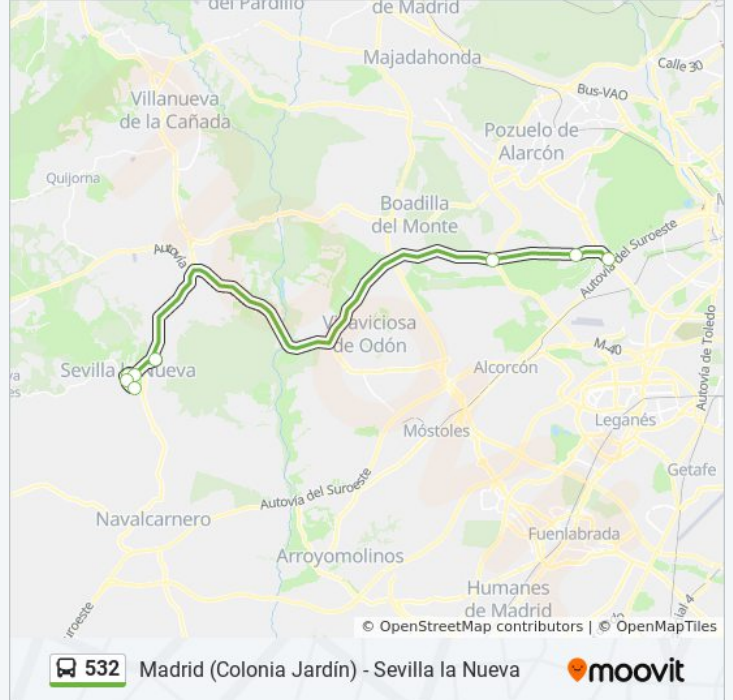 del Pardillo
de Madrid
Majadahonda
Calle 30
Bus-VAO
Villanueva
de la Cañada
Pozuelo de
Alarcón
Quijorna
Boadilla
del Monte
Autovía
Autovía del Suroeste
Villaviciosa
de Odón
Sevilla la Nueva
M-40
Autovía de Toledo
Alcorcón
Leganés
Móstoles
Getafe
Autovía del Suroeste
Navalcarnero
Fuenlabrada
Arroyomolinos
Humanes
de Madrid
© OpenStreetMap contributors | © OpenMapTiles
532 Madrid (Colonia Jardín) - Sevilla la Nueva moovit